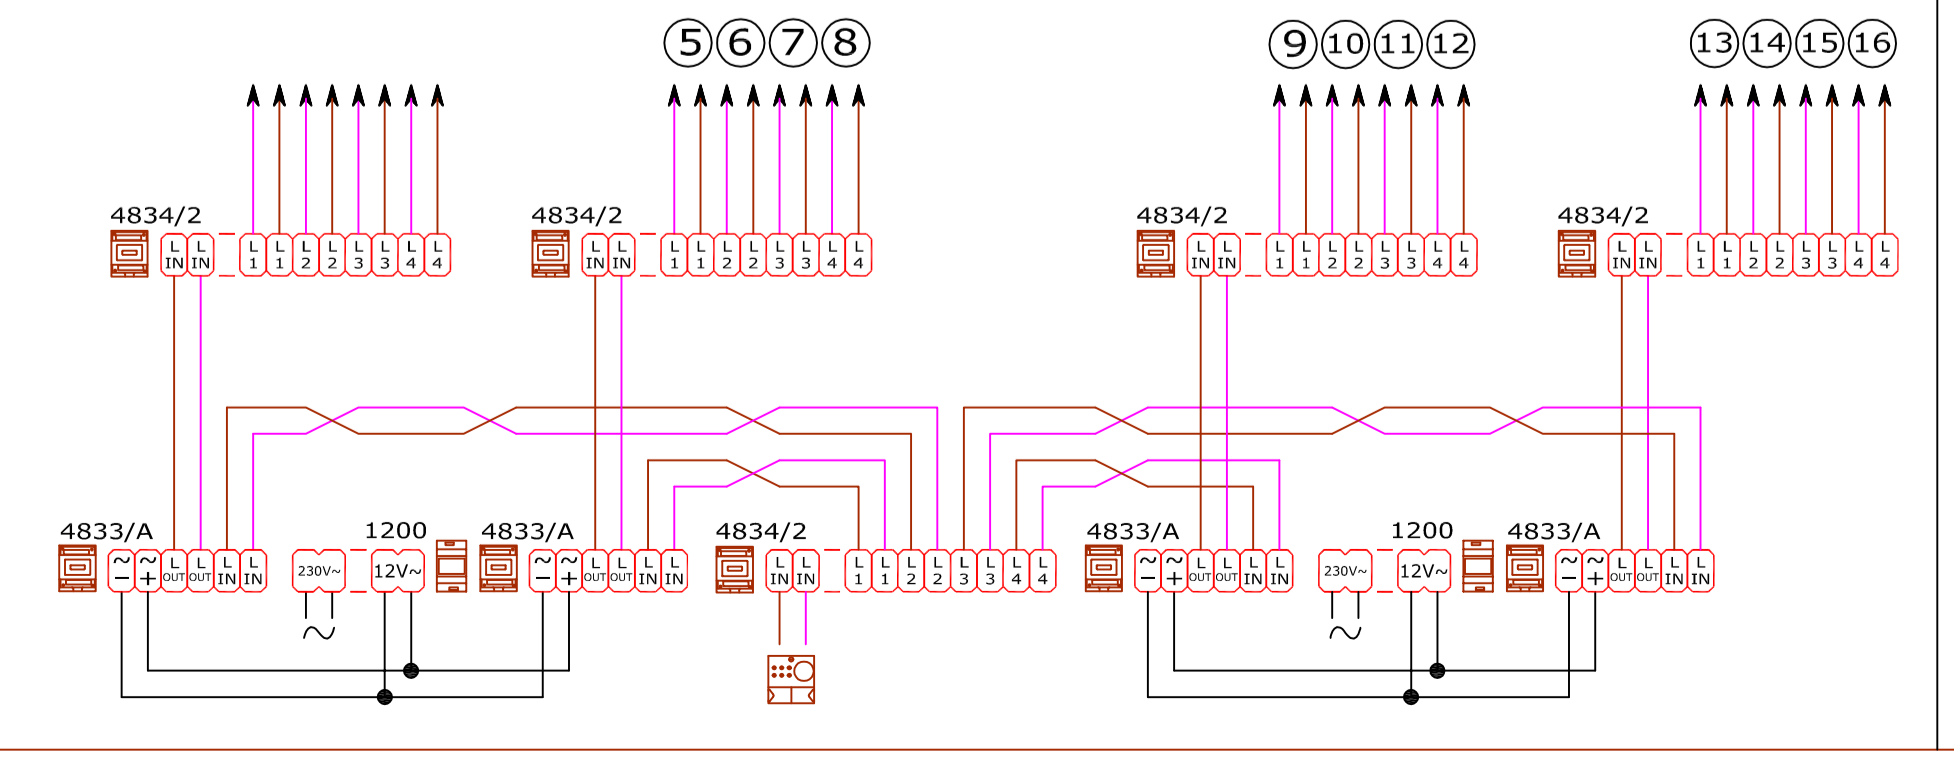 5 6 7 8 9 10 11 12 13 14 15 16
4834/2 4834/2 4834/2 4834/2
L IN L IN L 1 L 1 L 2 L 2 L 3 L 3 L 4 L 4
L IN L IN L 1 L 1 L 2 L 2 L 3 L 3 L 4 L 4
L IN L IN L 1 L 1 L 2 L 2 L 3 L 3 L 4 L 4
L IN L IN L 1 L 1 L 2 L 2 L 3 L 3 L 4 L 4
4833/A 1200 4833/A 4834/2 4833/A 1200 4833/A
~ − ~ + L OUT L OUT L IN L IN
230V~ 12V~
~ − ~ + L OUT L OUT L IN L IN
L IN L IN L 1 L 1 L 2 L 2 L 3 L 3 L 4 L 4
~ − ~ + L OUT L OUT L IN L IN
230V~ 12V~
~ − ~ + L OUT L OUT L IN L IN
~ ~